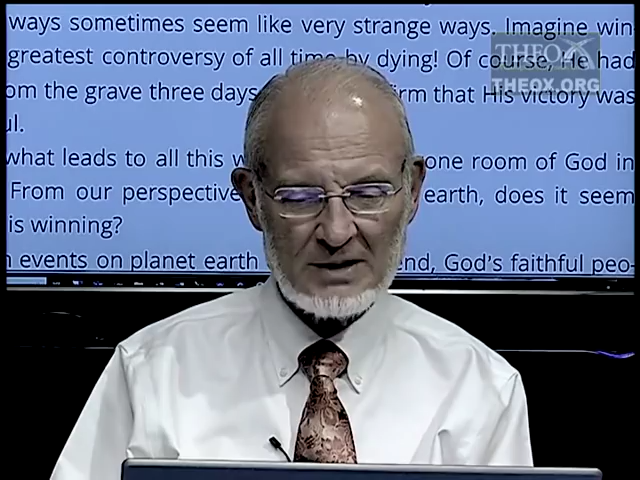 ways sometimes seem like very strange ways. Imagine win
greatest controversy of all time by dying! Of course, He had
om the grave three days irm that His victory was
ul.
what leads to all this w one room of God in
From our perspective earth, does it seem
is winning?
n events on planet earth end, God's faithful peo-
THEOX
THEOX.ORG